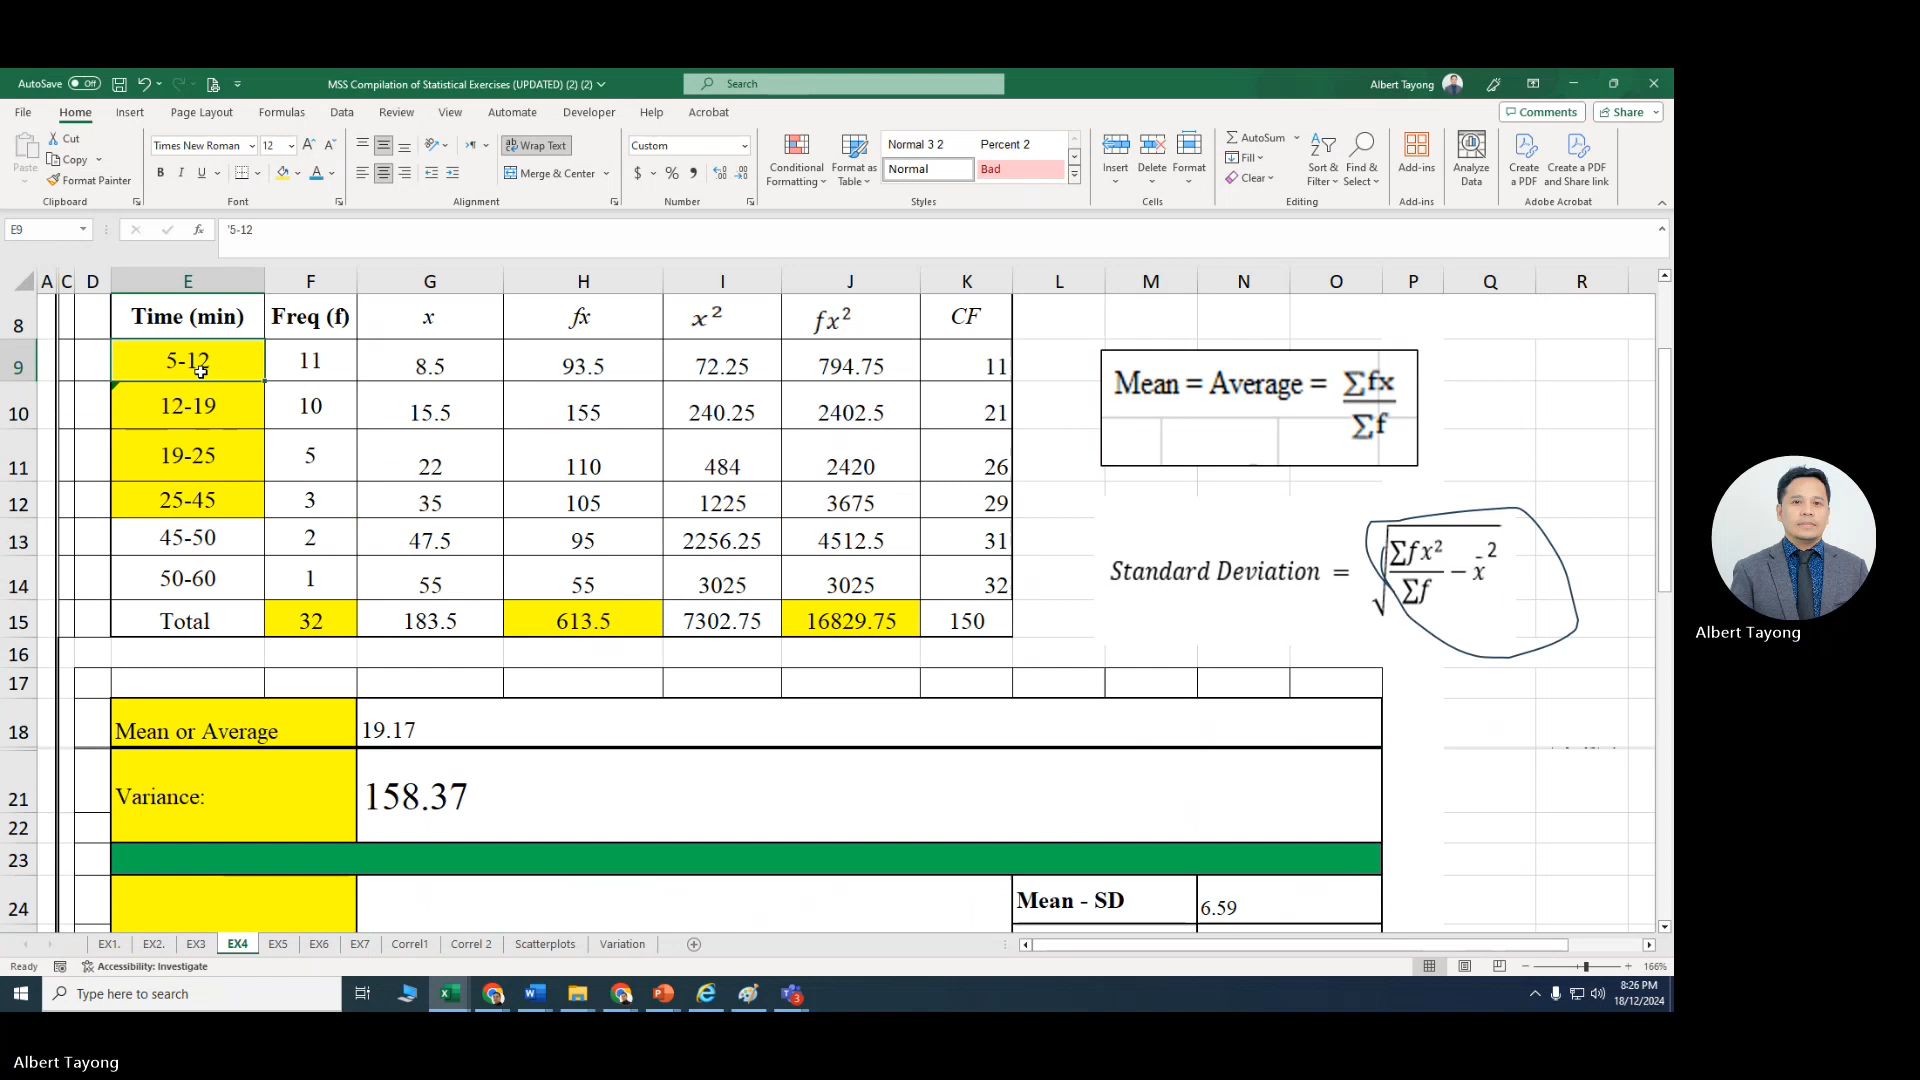 AutoSave Off MSS Compilation of Statistical Exercises (UPDATED) (2) (2) Search Albert Tayong
File Home Insert Page Layout Formulas Data Review View Automate Developer Help Acrobat Comments Share
Paste Cut Copy Format Painter Clipboard
Times New Roman 12 B I U A Font
Wrap Text Merge & Center Alignment
Custom $ % Number
Conditional Formatting Format as Table Normal 3 2 Percent 2 Normal Bad Styles
Insert Delete Format Cells
AutoSum Fill Clear Sort & Filter Find & Select Editing
Add-ins Add-ins
Analyze Data
Create a PDF Create a PDF and Share link Adobe Acrobat
E9 fx '5-12
A C D E F G H I J K L M N O P Q R
8 Time (min) Freq (f) x fx x² fx² CF
9 5-12 11 8.5 93.5 72.25 794.75 11
10 12-19 10 15.5 155 240.25 2402.5 21
11 19-25 5 22 110 484 2420 26
12 25-45 3 35 105 1225 3675 29
13 45-50 2 47.5 95 2256.25 4512.5 31
14 50-60 1 55 55 3025 3025 32
15 Total 32 183.5 613.5 7302.75 16829.75 150
Mean = Average = ∑fx
∑f
Standard Deviation = √ ∑fx² / ∑f − x̄²
16
17
18 Mean or Average 19.17
21 Variance: 158.37
22
23
24 Mean - SD 6.59
EX1. EX2. EX3 EX4 EX5 EX6 EX7 Correl1 Correl 2 Scatterplots Variation
Ready Accessibility: Investigate 166%
Type here to search 8:26 PM
18/12/2024
Albert Tayong
Albert Tayong